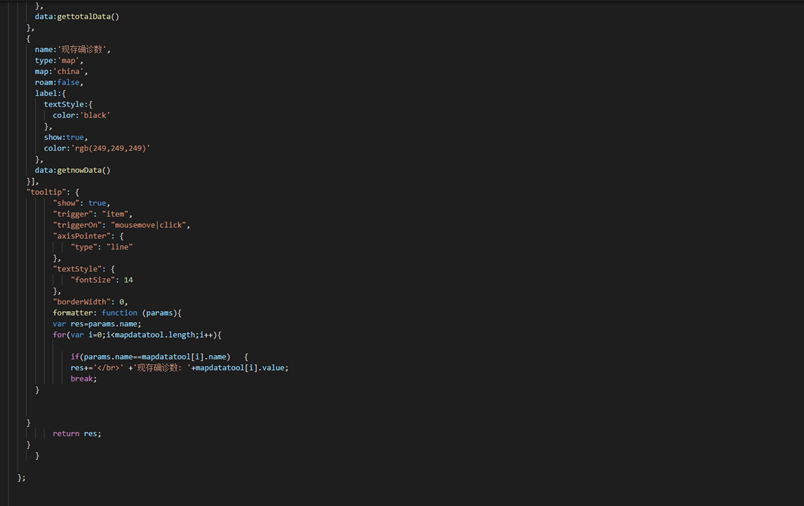 },
data:gettotalData()
},
{
name:'现存确诊数',
type:'map',
map:'china',
roam:false,
label:{
textStyle:{
color:'black'
},
show:true,
color:'rgb(249,249,249)'
},
data:getnowData()
}],
"tooltip": {
"show": true,
"trigger": "item",
"triggerOn": "mousemove|click",
"axisPointer": {
"type": "line"
},
"textStyle": {
"fontSize": 14
},
"borderWidth": 0,
formatter: function (params){
var res=params.name;
for(var i=0;i<mapdatatool.length;i++){
if(params.name==mapdatatool[i].name) {
res+='</br>' +'现存确诊数: '+mapdatatool[i].value;
break;
}
}
return res;
}
}
};